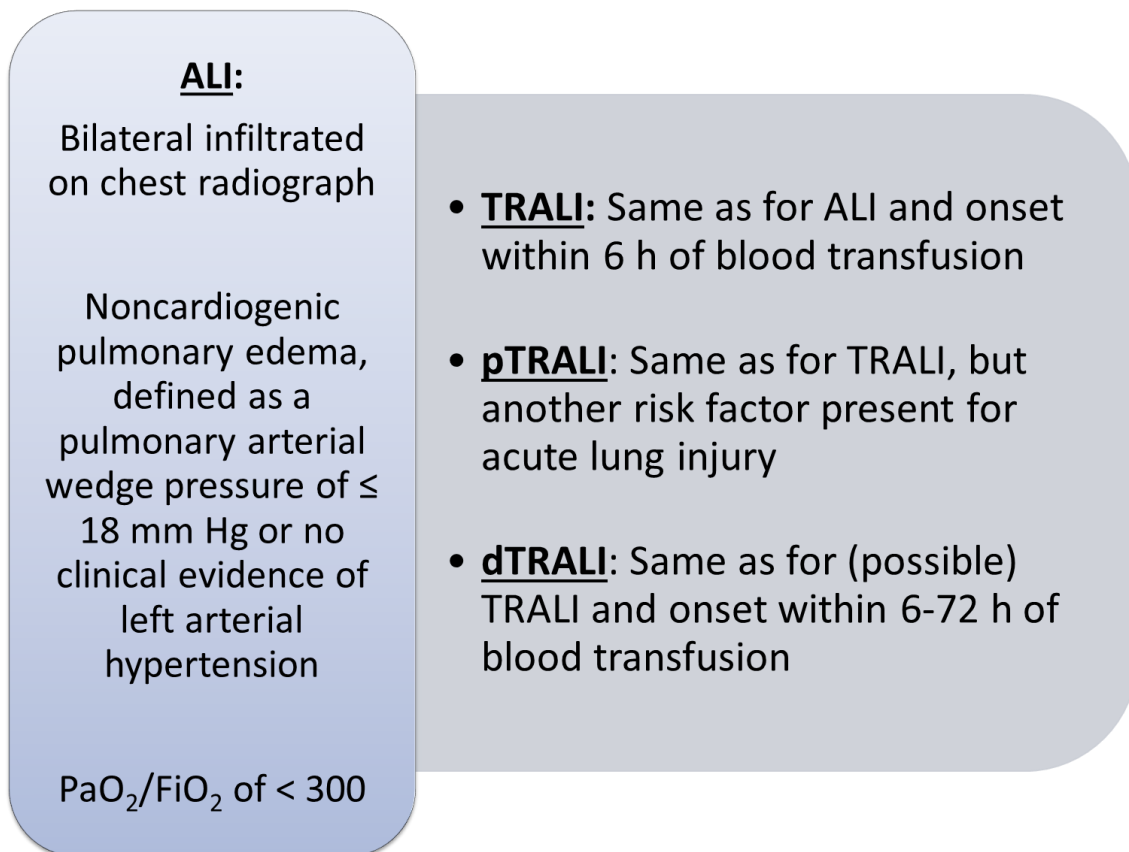 ALI:
Bilateral infiltrated
on chest radiograph
Noncardiogenic
pulmonary edema,
defined as a
pulmonary arterial
wedge pressure of ≤
18 mm Hg or no
clinical evidence of
left arterial
hypertension
PaO₂/FiO₂ of < 300
• TRALI: Same as for ALI and onset
within 6 h of blood transfusion
• pTRALI: Same as for TRALI, but
another risk factor present for
acute lung injury
• dTRALI: Same as for (possible)
TRALI and onset within 6-72 h of
blood transfusion